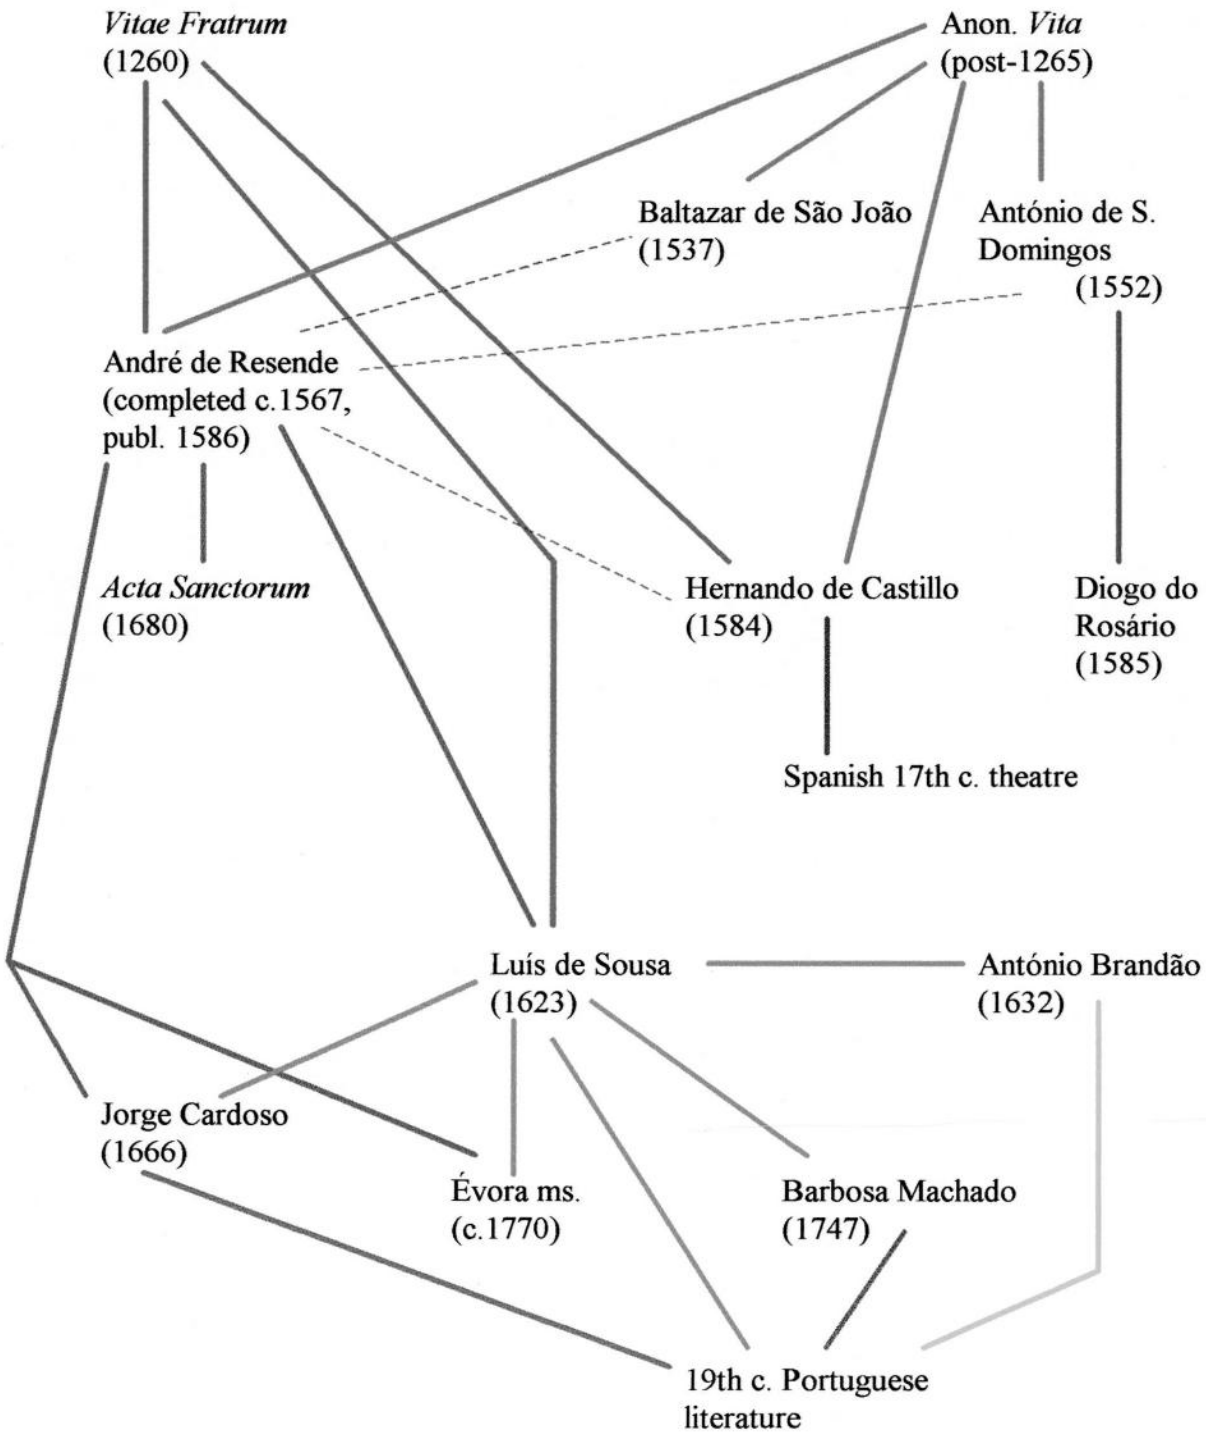 Vitae Fratrum
(1260)
Anon. Vita
(post-1265)
Baltazar de São João
(1537)
António de S.
Domingos
(1552)
André de Resende
(completed c.1567,
publ. 1586)
Acta Sanctorum
(1680)
Hernando de Castillo
(1584)
Diogo do
Rosário
(1585)
Spanish 17th c. theatre
Luís de Sousa
(1623)
António Brandão
(1632)
Jorge Cardoso
(1666)
Évora ms.
(c.1770)
Barbosa Machado
(1747)
19th c. Portuguese
literature